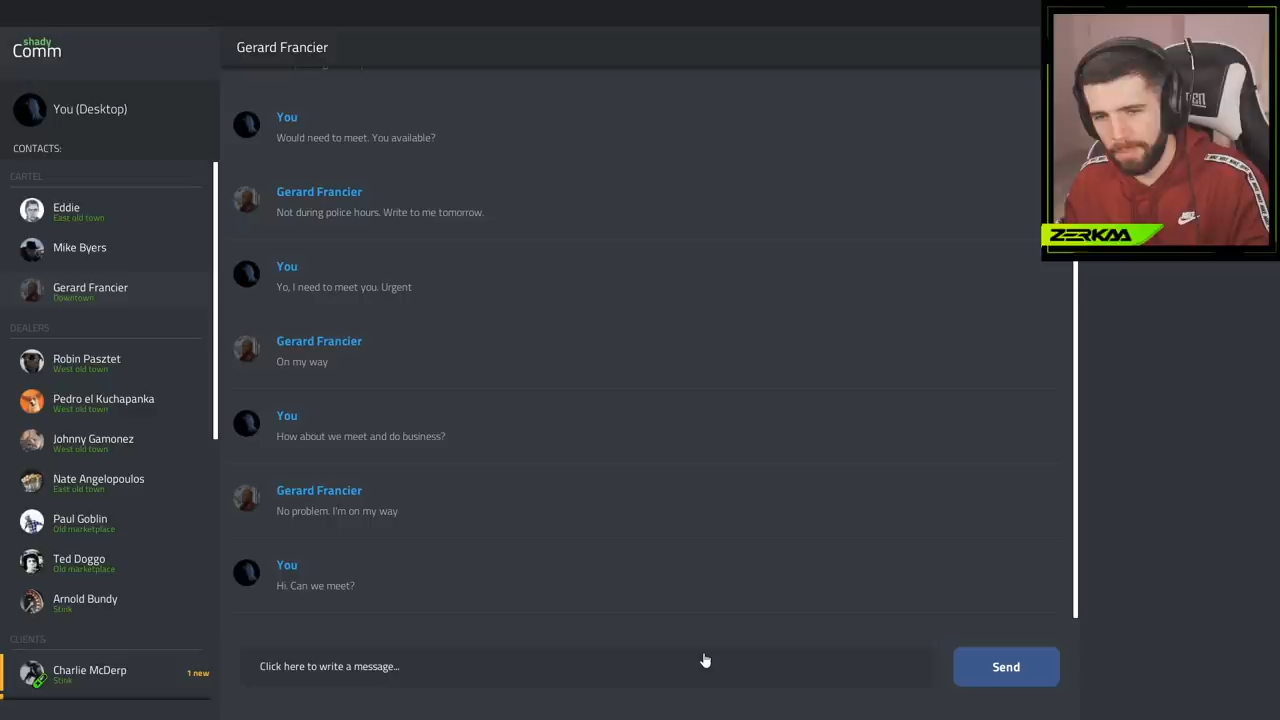 shady
Comm
Gerard Francier
You (Desktop)
CONTACTS:
CARTEL
Eddie
East old town
Mike Byers
Gerard Francier
Downtown
DEALERS
Robin Pasztet
West old town
Pedro el Kuchapanka
West old town
Johnny Gamonez
West old town
Nate Angelopoulos
East old town
Paul Goblin
Old marketplace
Ted Doggo
Old marketplace
Arnold Bundy
Stink
CLIENTS
Charlie McDerp
Stink
1 new
You
Would need to meet. You available?
Gerard Francier
Not during police hours. Write to me tomorrow.
You
Yo, I need to meet you. Urgent
Gerard Francier
On my way
You
How about we meet and do business?
Gerard Francier
No problem. I'm on my way
You
Hi. Can we meet?
Click here to write a message...
Send
ZERKAA